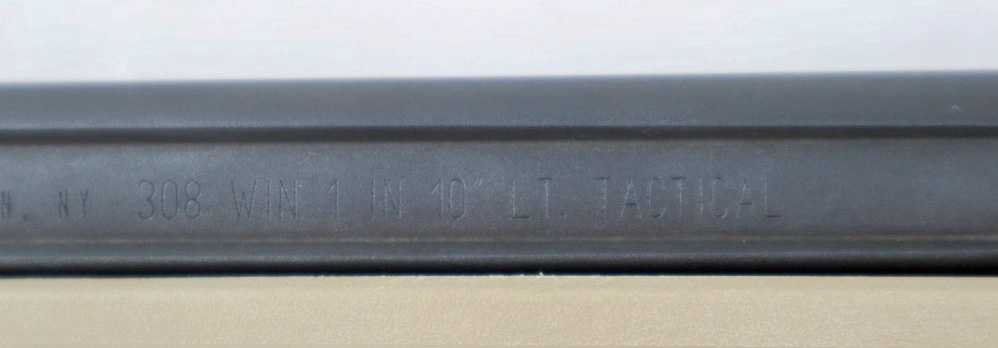 N, NY 308 WIN 1 IN 10" LT. TACTICAL